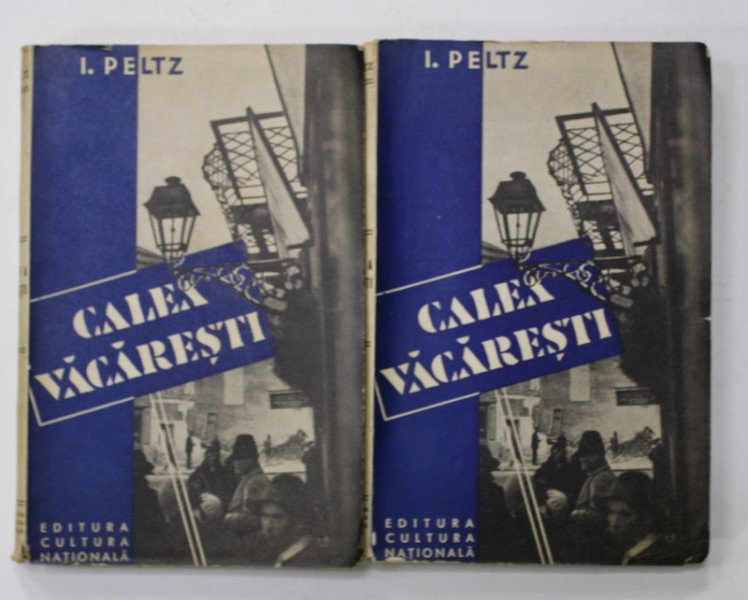 I. PELTZ
CALEA
VĂCĂREȘTI
EDITURA
CULTURA
NAȚIONALĂ
I. PELTZ
CALEA
VĂCĂREȘTI
EDITURA
CULTURA
NAȚIONALĂ